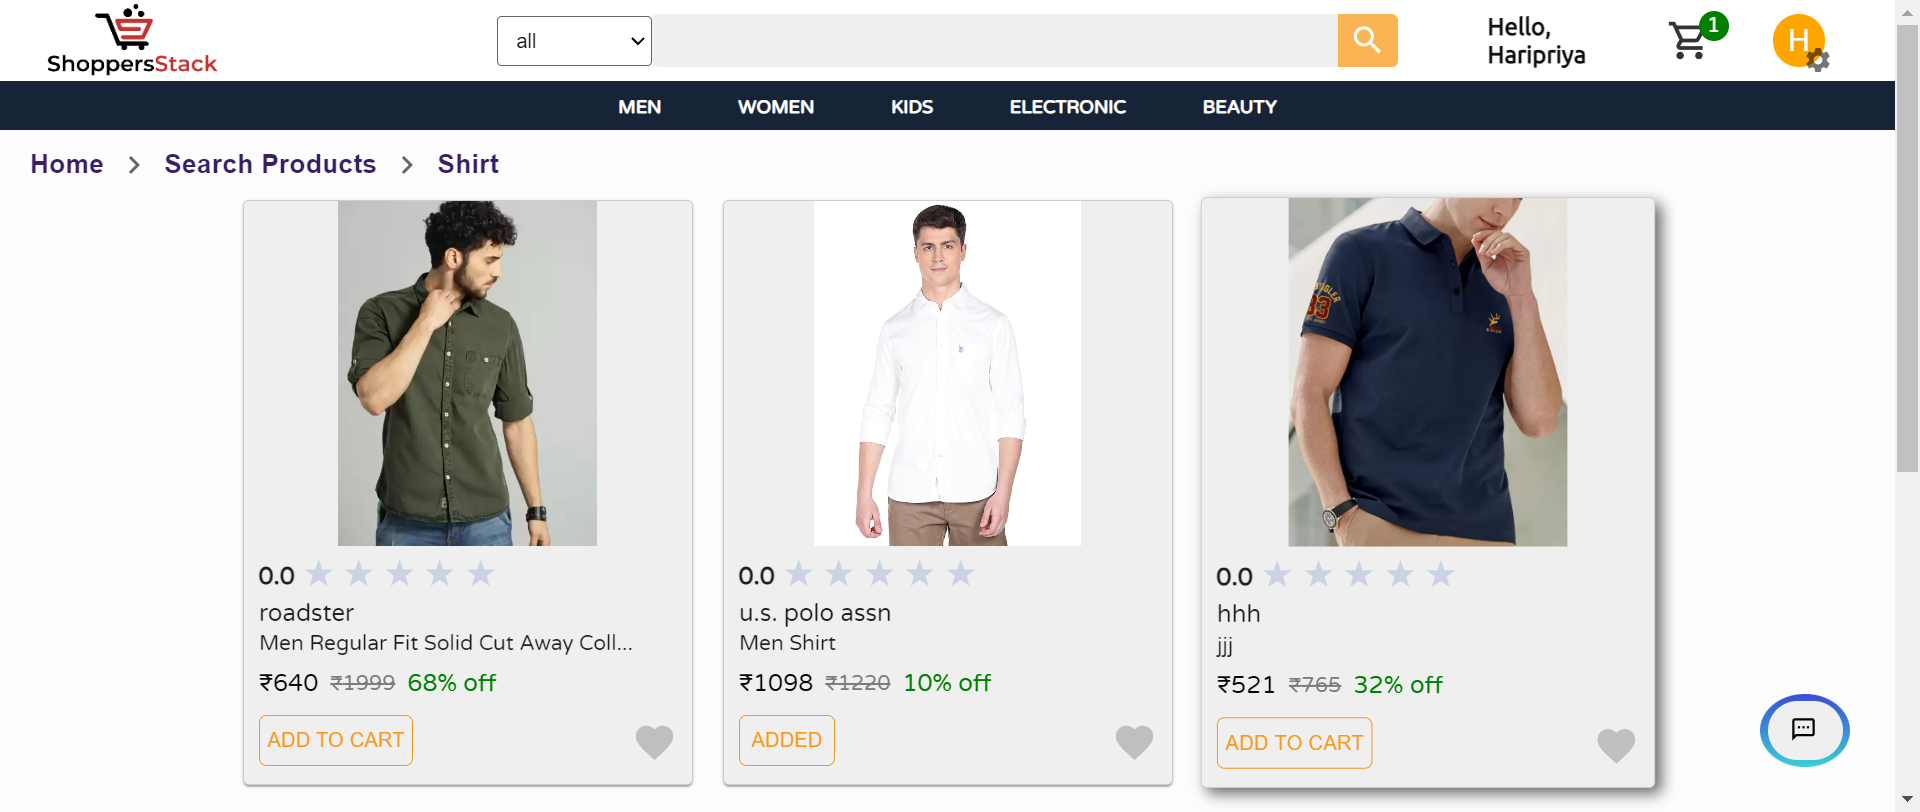 ShoppersStack
all
Hello,
Haripriya
1
H
MEN
WOMEN
KIDS
ELECTRONIC
BEAUTY
Home > Search Products > Shirt
0.0
roadster
Men Regular Fit Solid Cut Away Coll...
₹640 ₹1999 68% off
ADD TO CART
0.0
u.s. polo assn
Men Shirt
₹1098 ₹1220 10% off
ADDED
33
0.0
hhh
jjj
₹521 ₹765 32% off
ADD TO CART